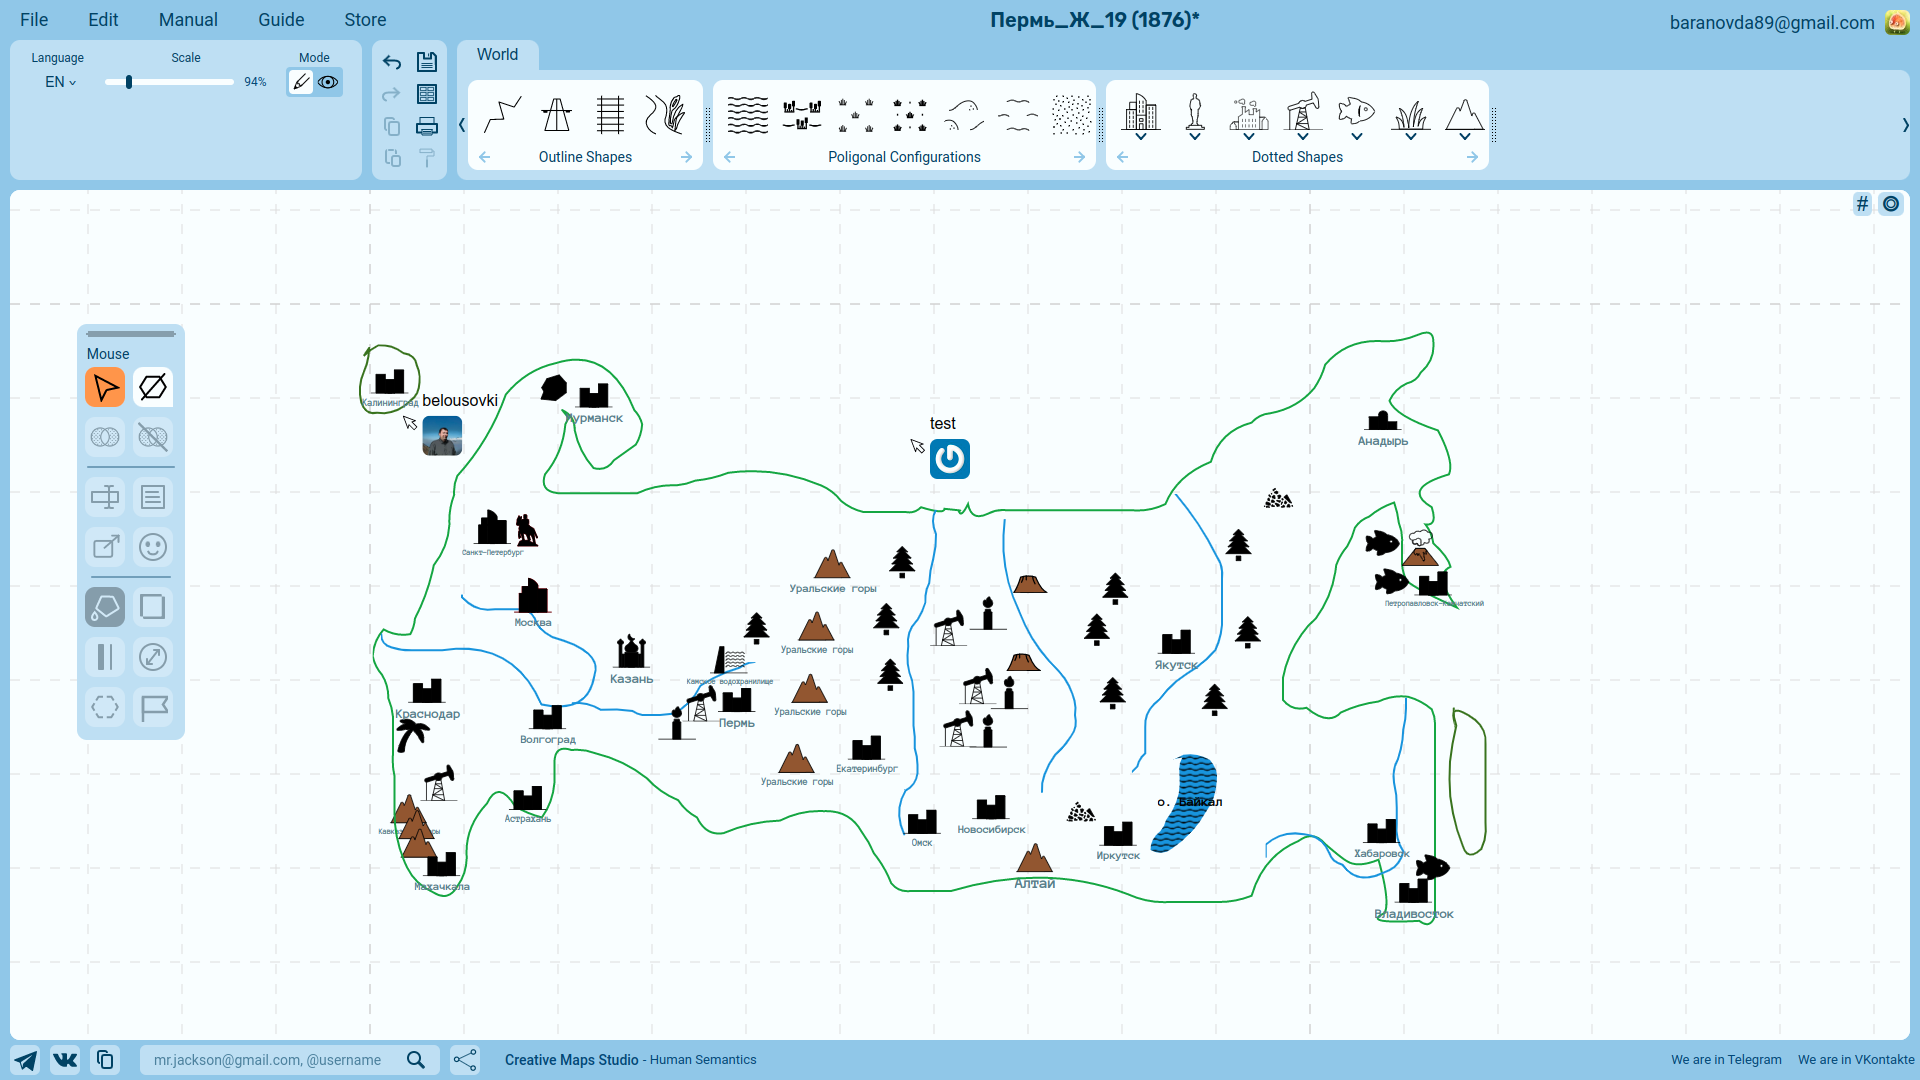 File Edit Manual Guide Store
Пермь_Ж_19 (1876)*
baranovda89@gmail.com
Language Scale Mode
EN 94%
World
Outline Shapes
Poligonal Configurations
Dotted Shapes
#
Mouse
Калининград
belousovki
Мурманск
test
Анадырь
Санкт-Петербург
Уральские горы
Петропавловск-Камчатский
Москва
Уральские горы
Якутск
Казань
Камское водохранилище
Краснодар
Уральские горы
Пермь
Волгоград
Екатеринбург
Уральские горы
о. Байкал
Астрахань
Новосибирск
Омск
Иркутск
Хабаровск
Алтай
Махачкала
Владивосток
mr.jackson@gmail.com, @username
Creative Maps Studio - Human Semantics
We are in Telegram We are in VKontakte